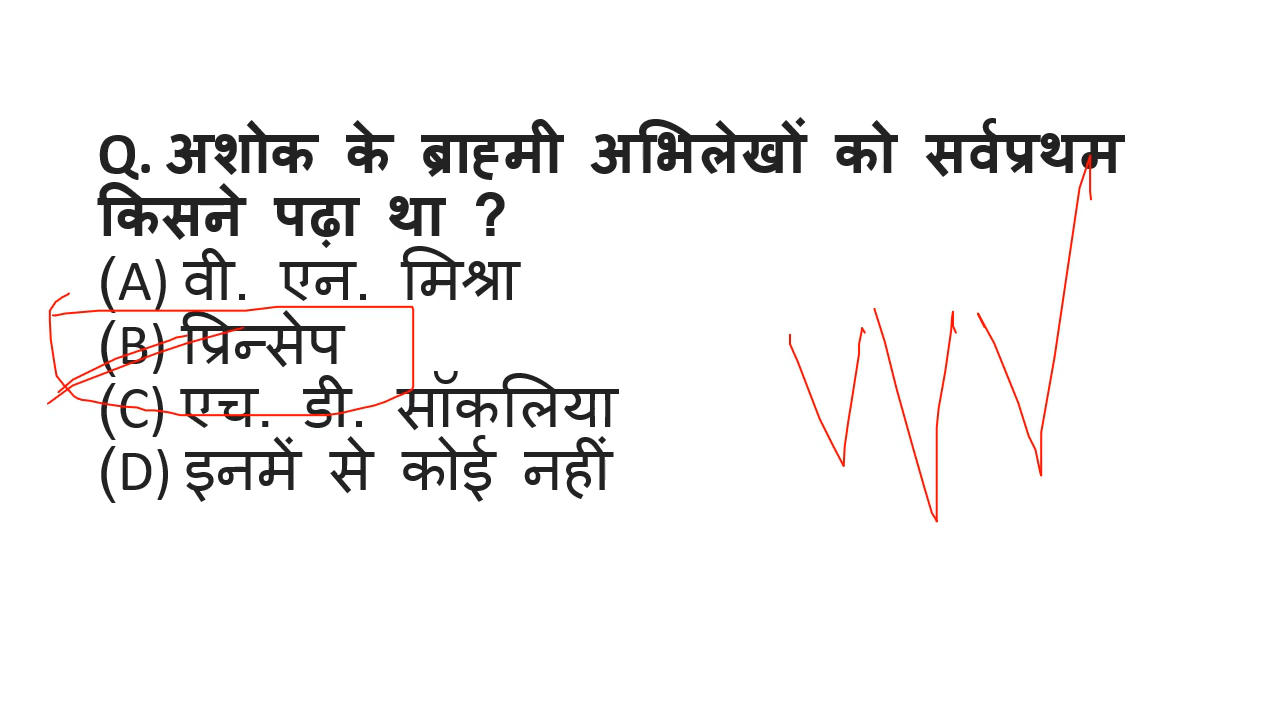 Q. अशोक के ब्राह्मी अभिलेखों को सर्वप्रथम
किसने पढ़ा था ?
(A) वी. एन. मिश्रा
(B) प्रिन्सेप
(C) एच. डी. सॉकलिया
(D) इनमें से कोई नहीं